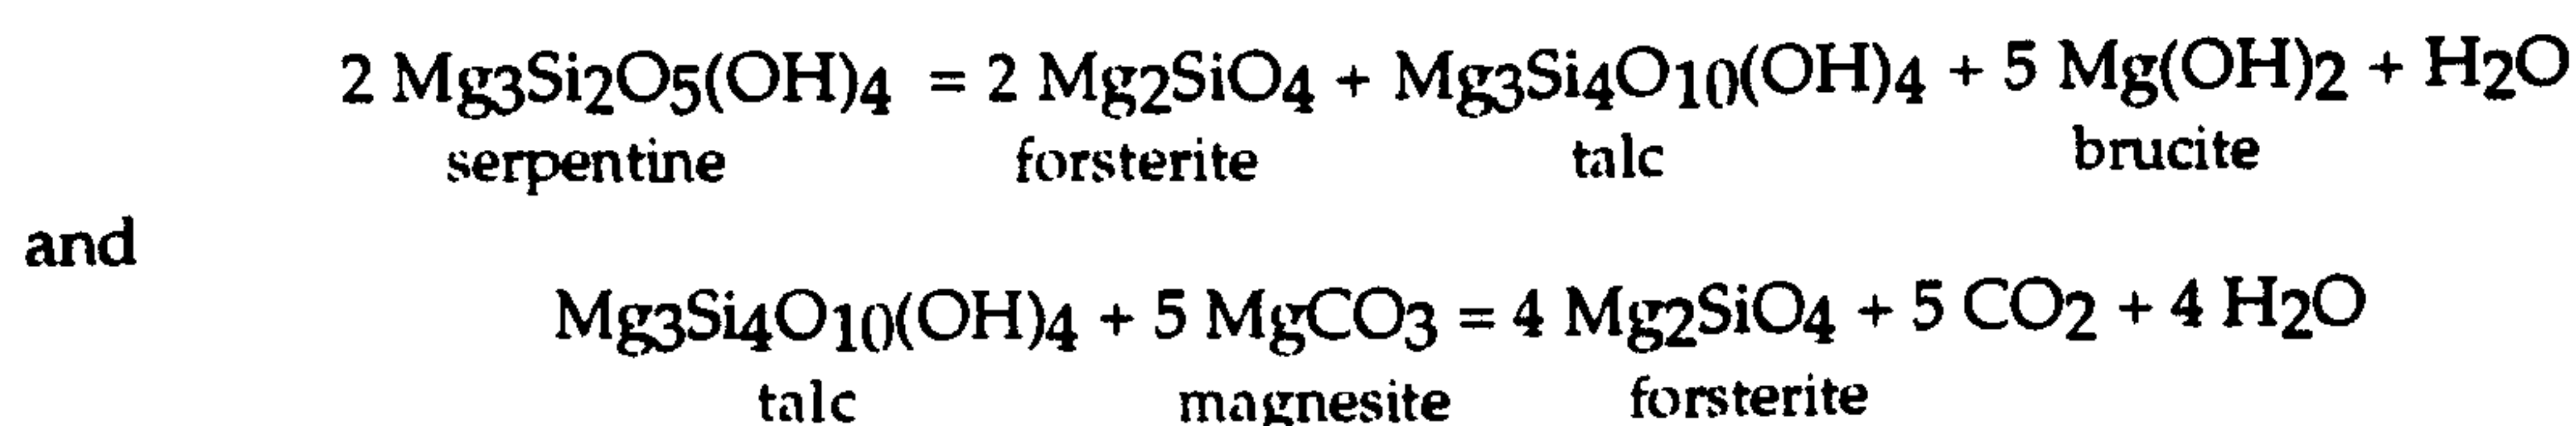 2 Mg3Si2O5(OH)4 = 2 Mg2SiO4 + Mg3Si4O10(OH)4 + 5 Mg(OH)2 + H2O
serpentine forsterite talc brucite
and
Mg3Si4O10(OH)4 + 5 MgCO3 = 4 Mg2SiO4 + 5 CO2 + 4 H2O
talc magnesite forsterite